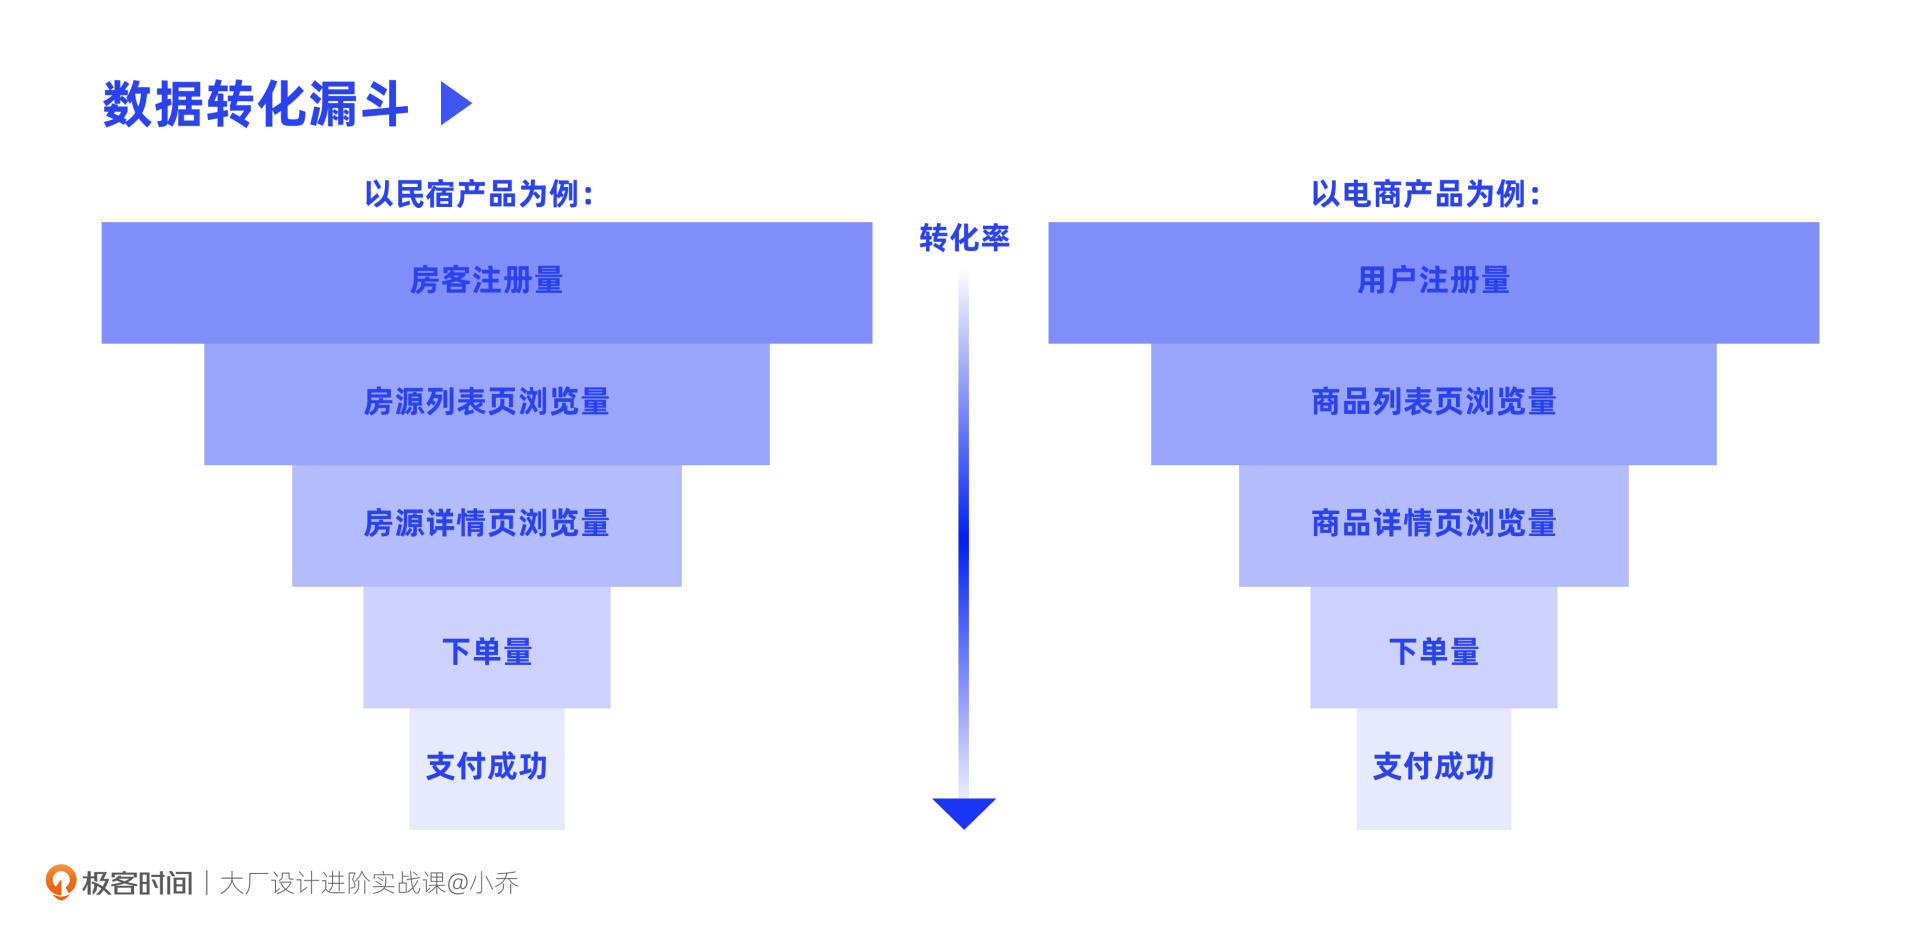 数据转化漏斗
以民宿产品为例：
房客注册量
房源列表页浏览量
房源详情页浏览量
下单量
支付成功
转化率
以电商产品为例：
用户注册量
商品列表页浏览量
商品详情页浏览量
下单量
支付成功
极客时间 | 大厂设计进阶实战课@小乔